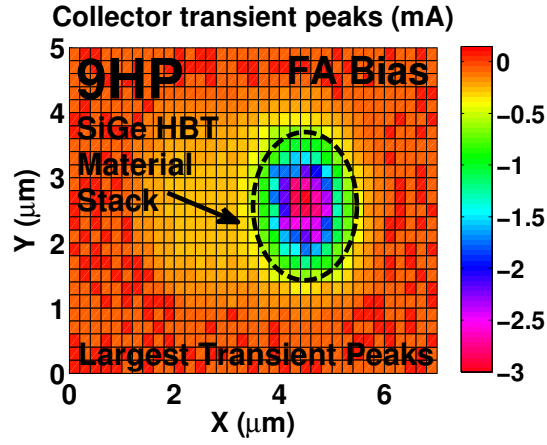 Collector transient peaks (mA)
9HP FA Bias
SiGe HBT
Material
Stack
Largest Transient Peaks
5
4
3
2
1
0
Y (μm)
0 2 4 6
X (μm)
0
−0.5
−1
−1.5
−2
−2.5
−3